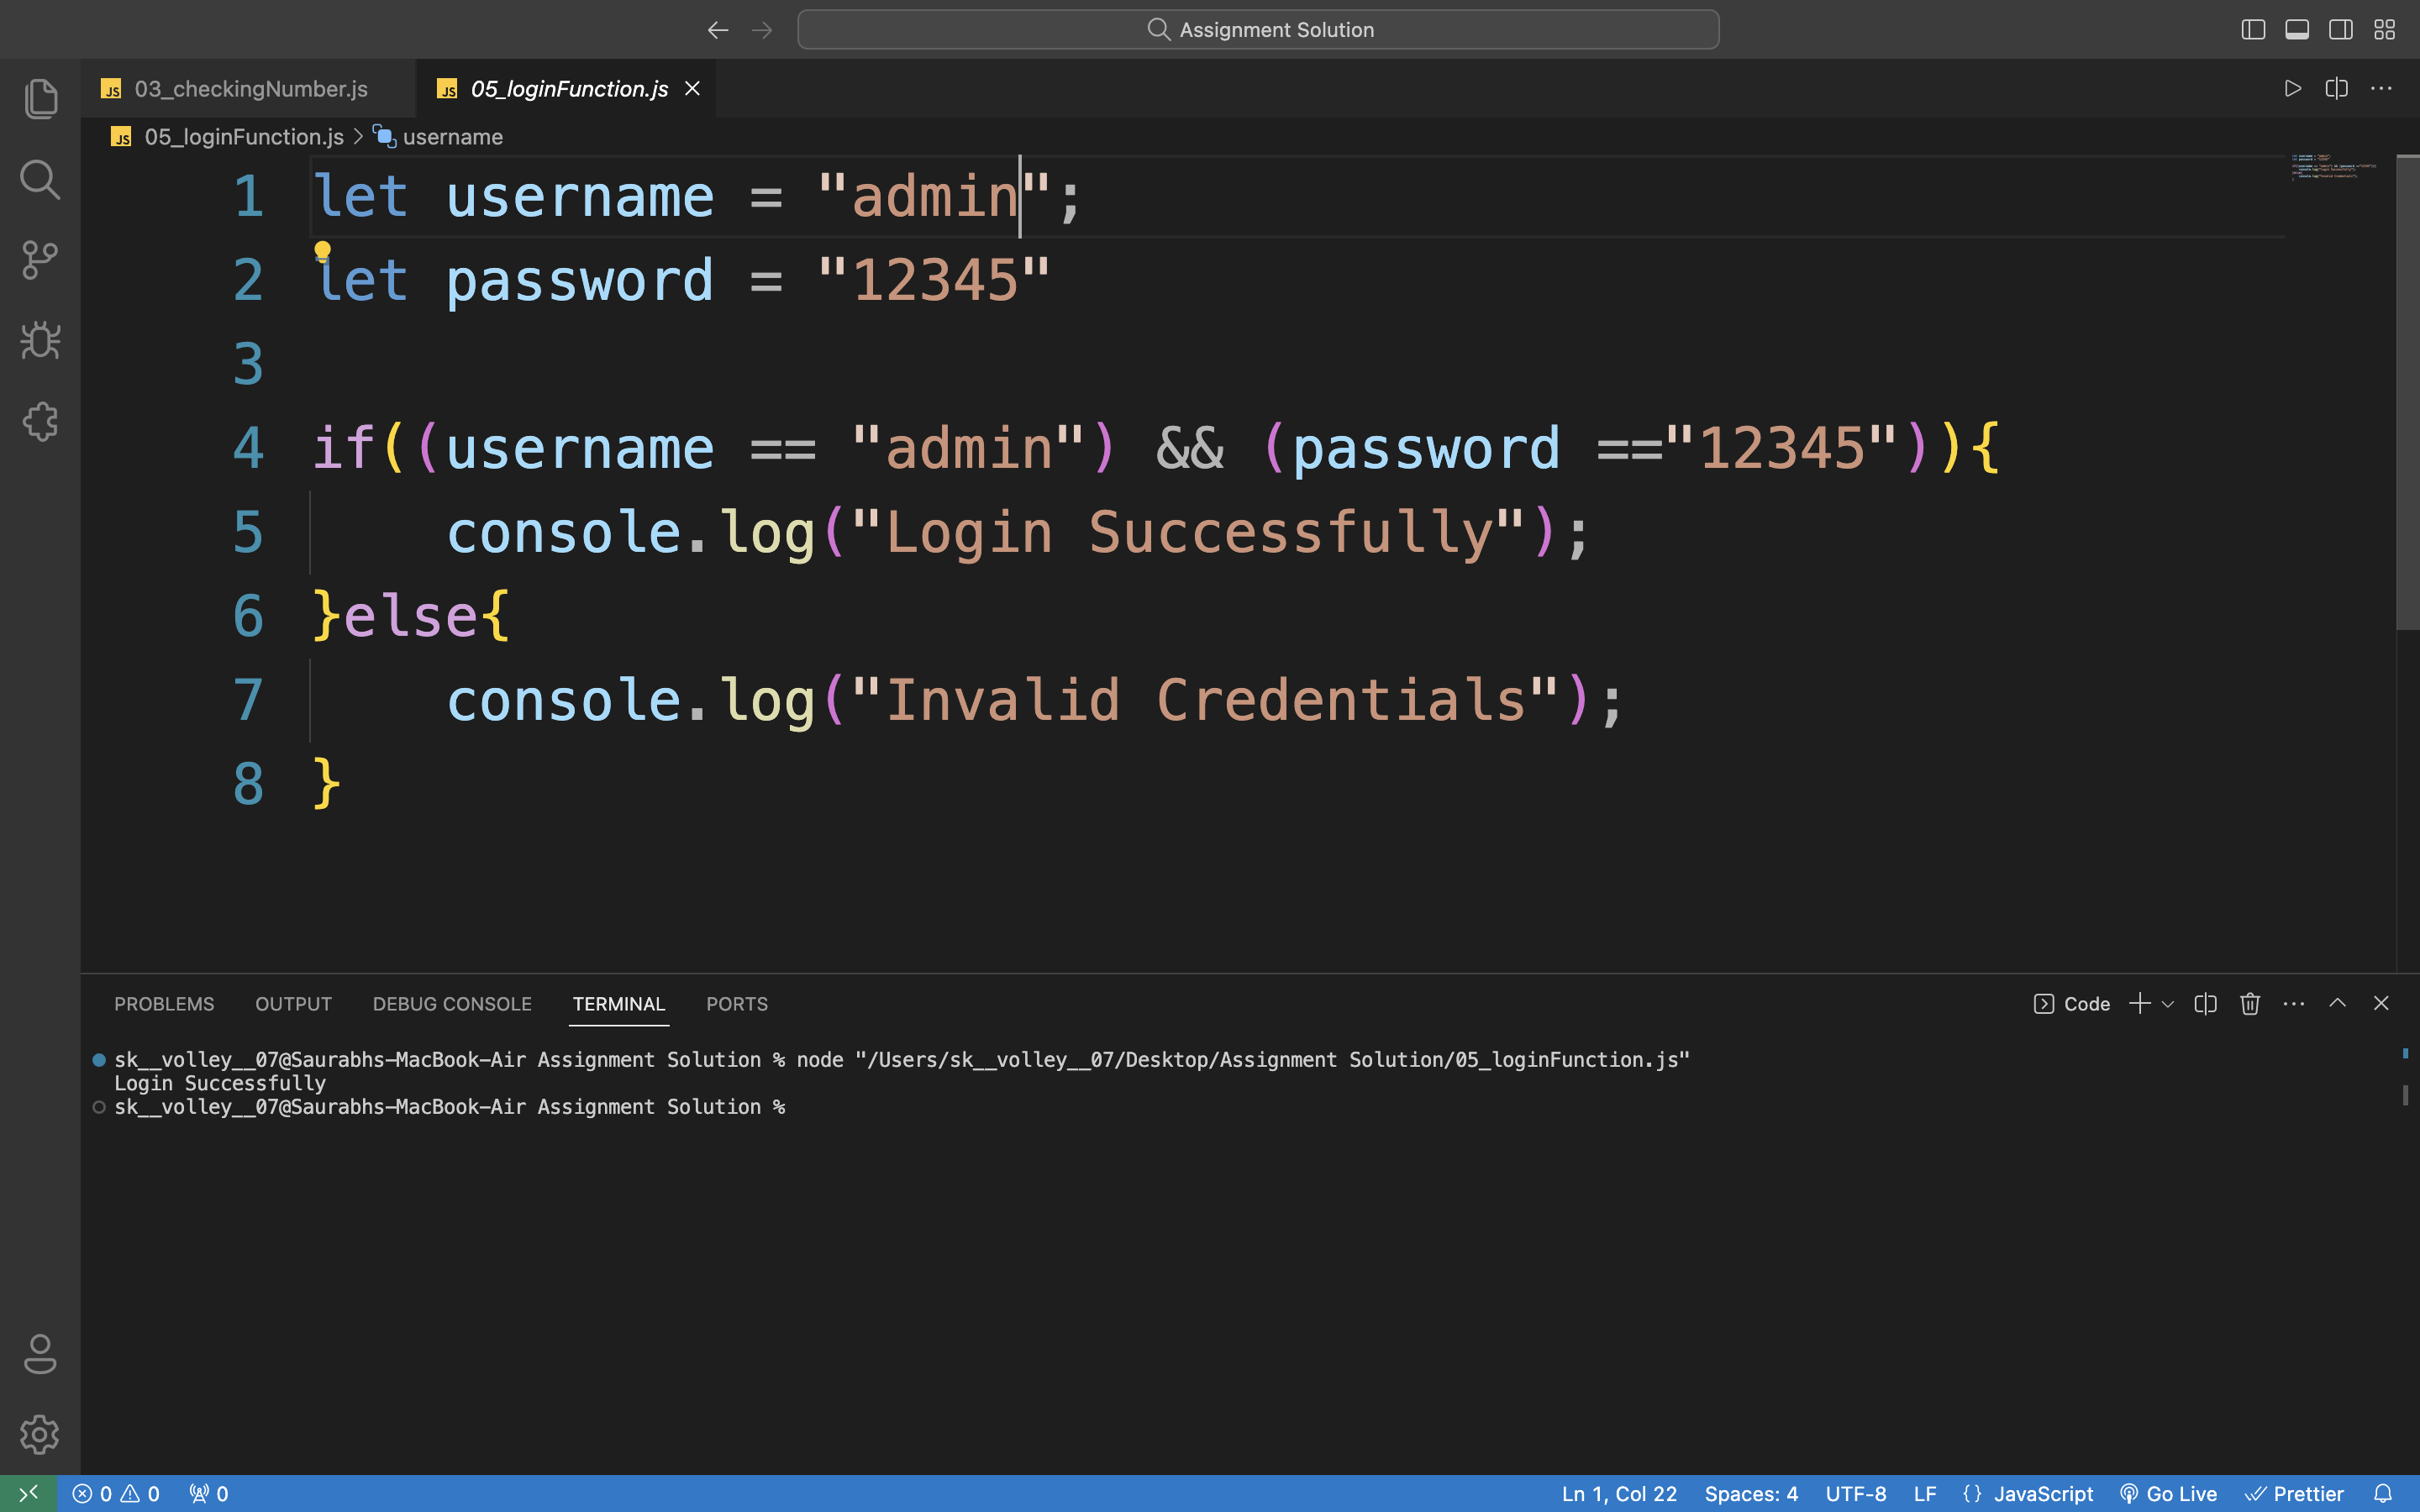 Assignment Solution
JS 03_checkingNumber.js JS 05_loginFunction.js
JS 05_loginFunction.js > username
1 let username = "admin";
2 let password = "12345"
3
4 if((username == "admin") && (password =="12345")){
5     console.log("Login Successfully");
6 }else{
7     console.log("Invalid Credentials");
8 }
PROBLEMS OUTPUT DEBUG CONSOLE TERMINAL PORTS Code
sk__volley__07@Saurabhs-MacBook-Air Assignment Solution % node "/Users/sk__volley__07/Desktop/Assignment Solution/05_loginFunction.js"
Login Successfully
sk__volley__07@Saurabhs-MacBook-Air Assignment Solution %
0 0 0 Ln 1, Col 22 Spaces: 4 UTF-8 LF {} JavaScript Go Live Prettier